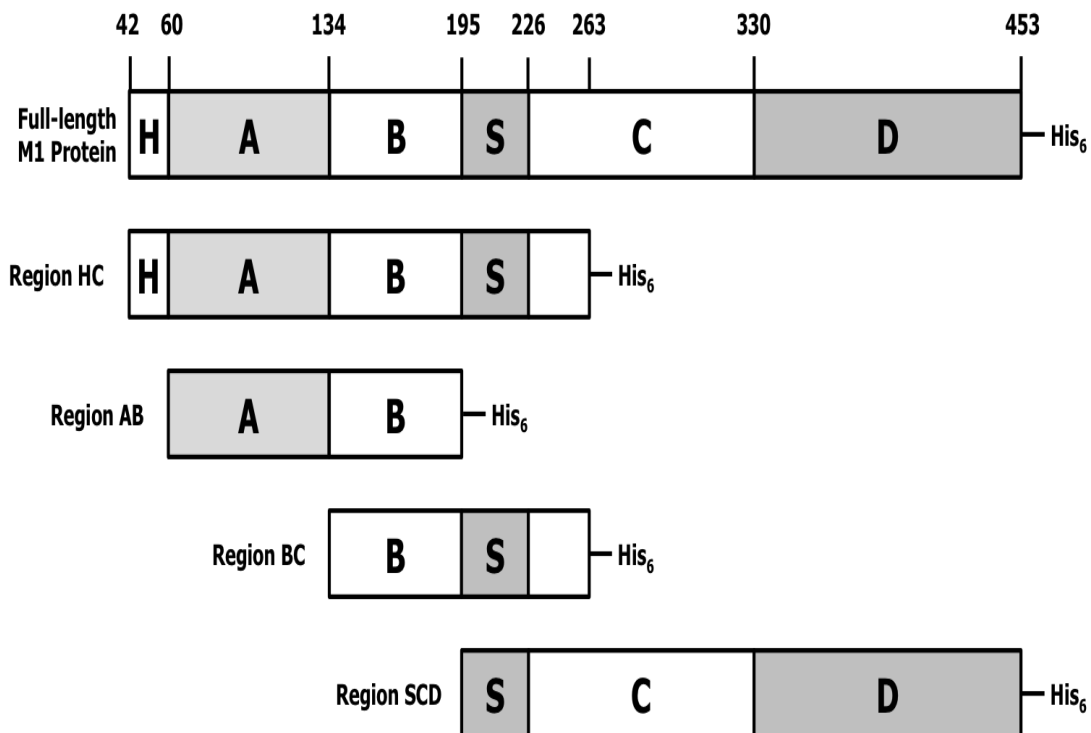 42 60 134 195 226 263 330 453
Full-length
M1 Protein
H A B S C D
His₆
Region HC
H A B S
His₆
Region AB
A B
His₆
Region BC
B S
His₆
Region SCD
S C D
His₆